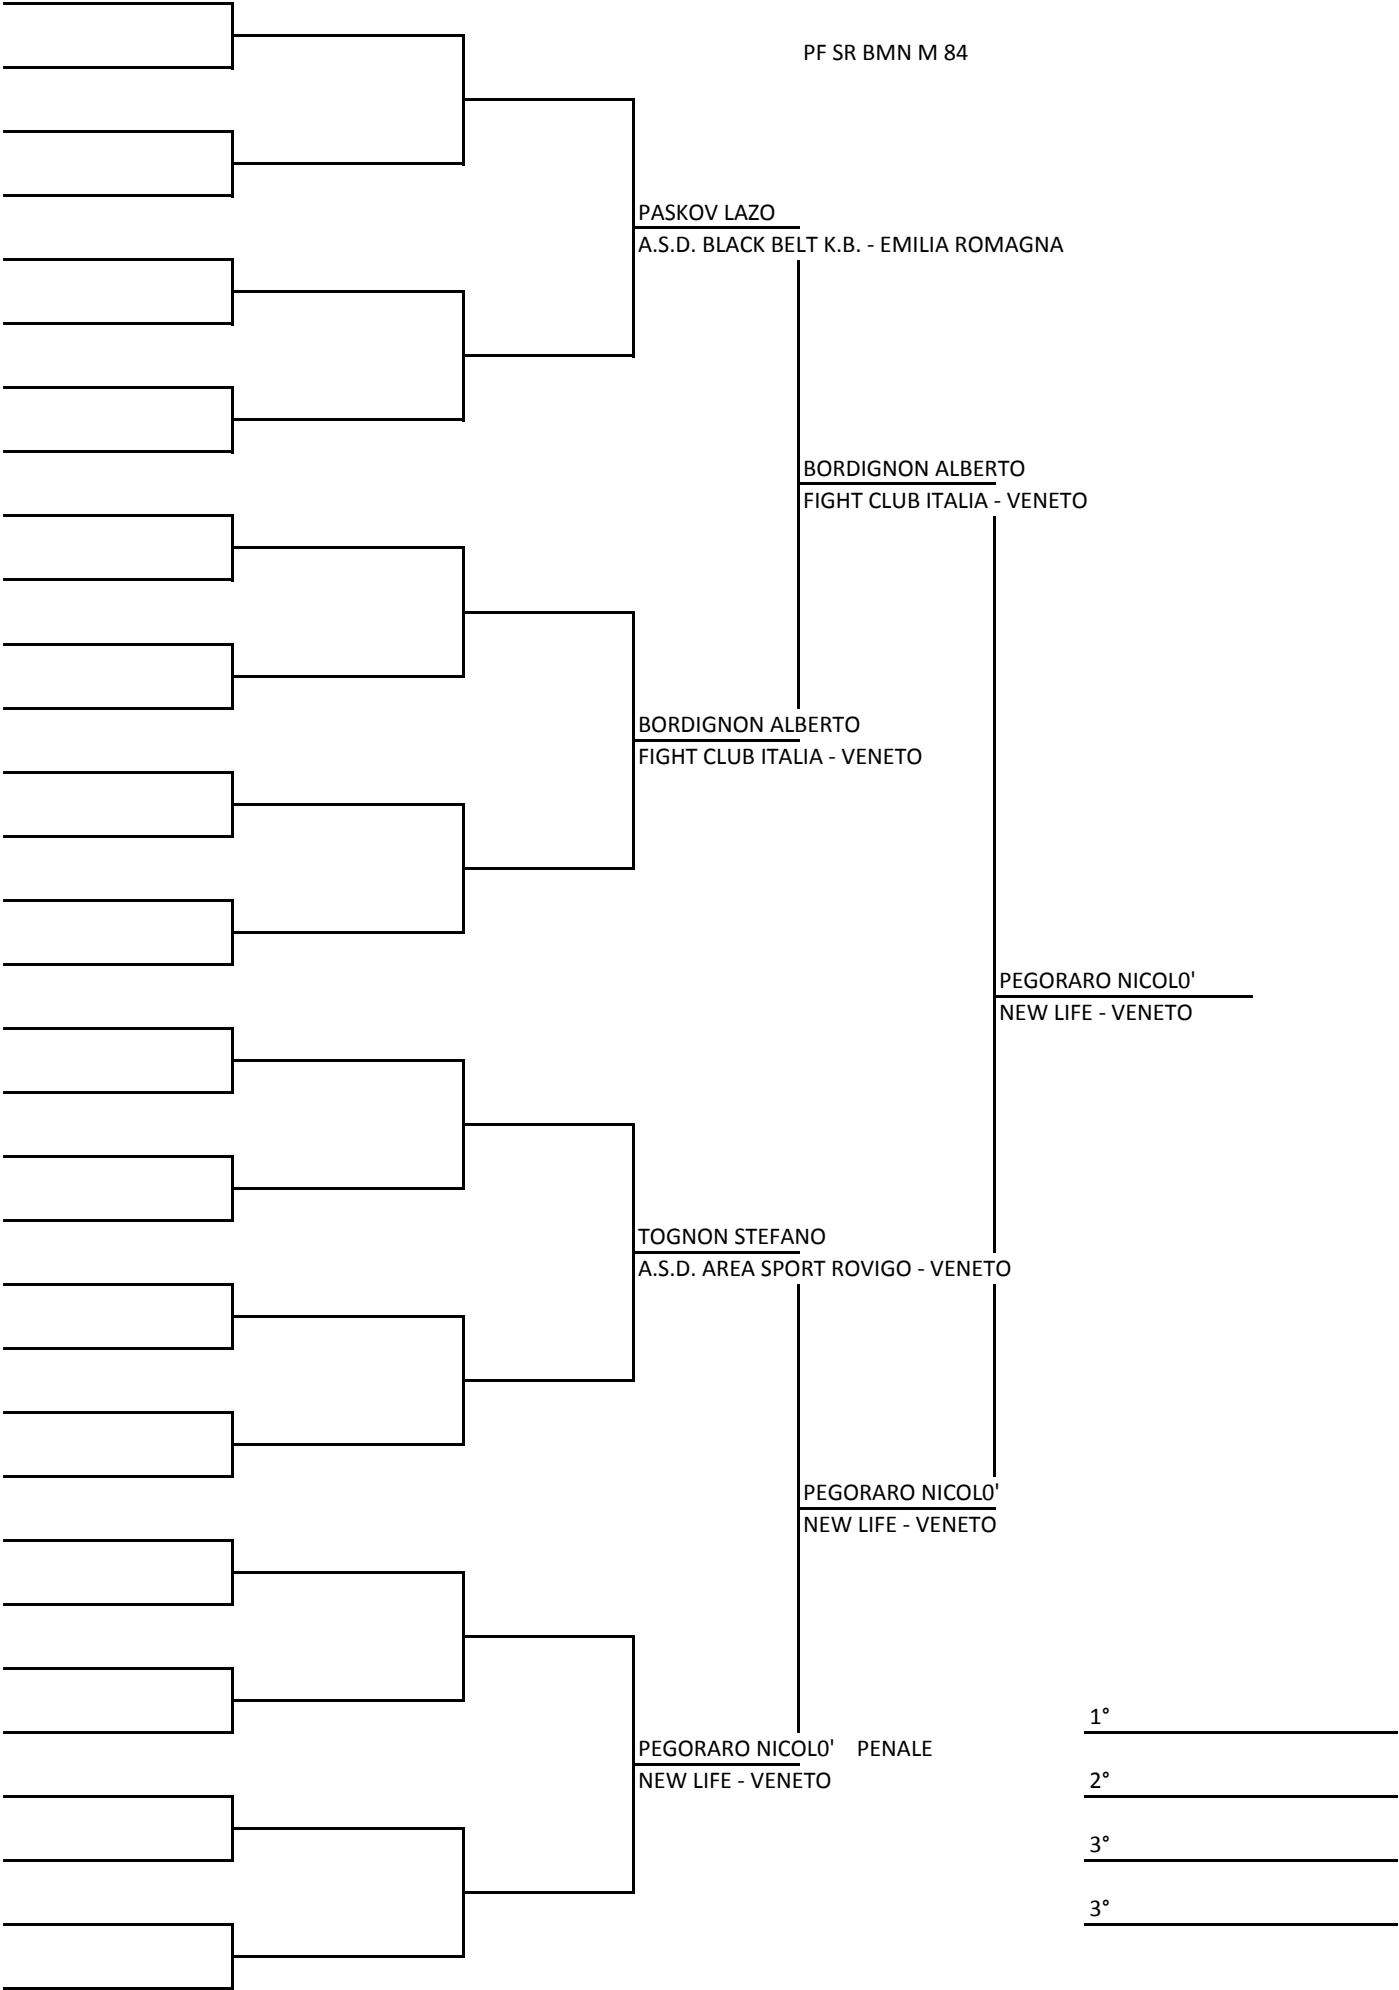 PF SR BMN M 84
PASKOV LAZO
A.S.D. BLACK BELT K.B. - EMILIA ROMAGNA
BORDIGNON ALBERTO
FIGHT CLUB ITALIA - VENETO
BORDIGNON ALBERTO
FIGHT CLUB ITALIA - VENETO
PEGORARO NICOL0'
NEW LIFE - VENETO
TOGNON STEFANO
A.S.D. AREA SPORT ROVIGO - VENETO
PEGORARO NICOL0'
NEW LIFE - VENETO
1°
PEGORARO NICOL0' PENALE
NEW LIFE - VENETO
2°
3°
3°